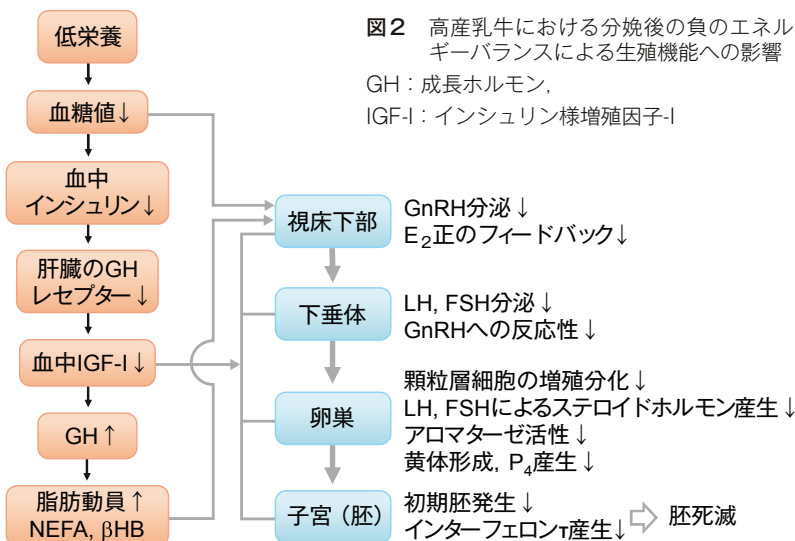 図2 高産乳牛における分娩後の負のエネル
ギーバランスによる生殖機能への影響
GH：成長ホルモン,
IGF-I：インシュリン様増殖因子-I
低栄養
血糖値↓
血中
インシュリン↓
肝臓のGH
レセプター↓
血中IGF-I↓
GH↑
脂肪動員↑
NEFA, βHB
視床下部
GnRH分泌↓
E₂正のフィードバック↓
下垂体
LH, FSH分泌↓
GnRHへの反応性↓
卵巣
顆粒層細胞の増殖分化↓
LH, FSHによるステロイドホルモン産生↓
アロマターゼ活性↓
黄体形成, P₄産生↓
子宮（胚）
初期胚発生↓
インターフェロンτ産生↓
胚死滅